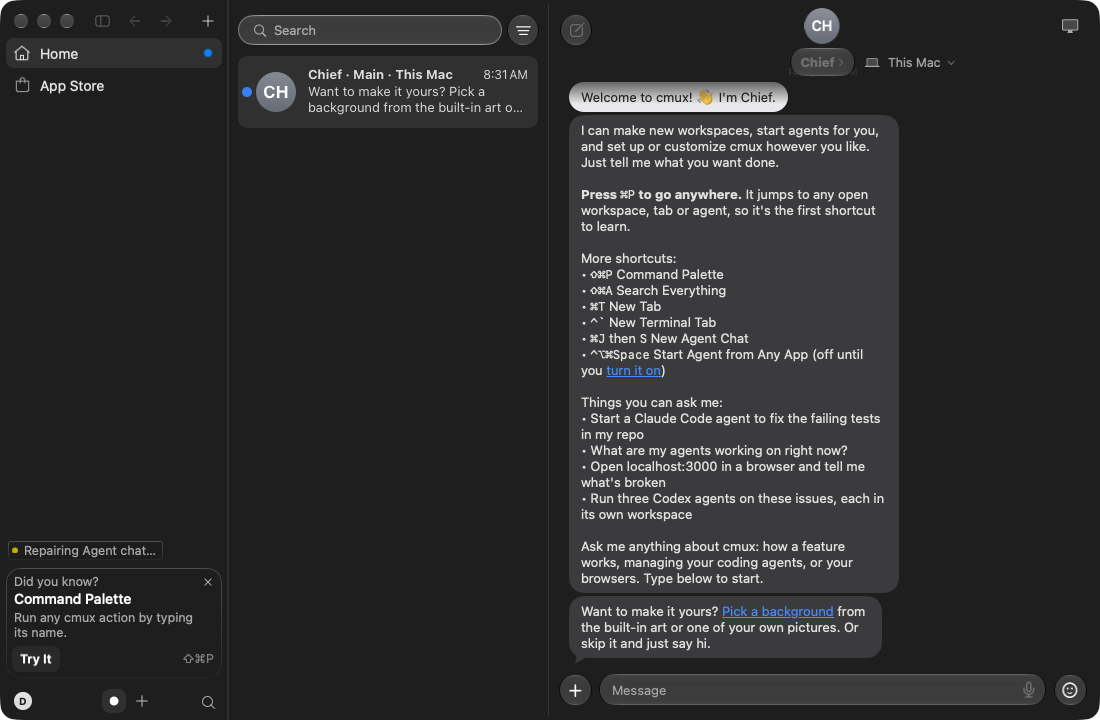 Home
App Store
Repairing Agent chat...
Did you know?
Command Palette
Run any cmux action by typing
its name.
Try It
⇧⌘P
D
Search
CH
Chief · Main · This Mac
8:31 AM
Want to make it yours? Pick a
background from the built-in art o...
CH
Chief
This Mac
Welcome to cmux! 👋 I'm Chief.
I can make new workspaces, start agents for you,
and set up or customize cmux however you like.
Just tell me what you want done.
Press ⌘P to go anywhere. It jumps to any open
workspace, tab or agent, so it's the first shortcut
to learn.
More shortcuts:
• ⇧⌘P Command Palette
• ⇧⌘A Search Everything
• ⌘T New Tab
• ^` New Terminal Tab
• ⌘J then S New Agent Chat
• ^⌥⌘Space Start Agent from Any App (off until
you turn it on)
Things you can ask me:
• Start a Claude Code agent to fix the failing tests
in my repo
• What are my agents working on right now?
• Open localhost:3000 in a browser and tell me
what's broken
• Run three Codex agents on these issues, each in
its own workspace
Ask me anything about cmux: how a feature
works, managing your coding agents, or your
browsers. Type below to start.
Want to make it yours? Pick a background from
the built-in art or one of your own pictures. Or
skip it and just say hi.
Message